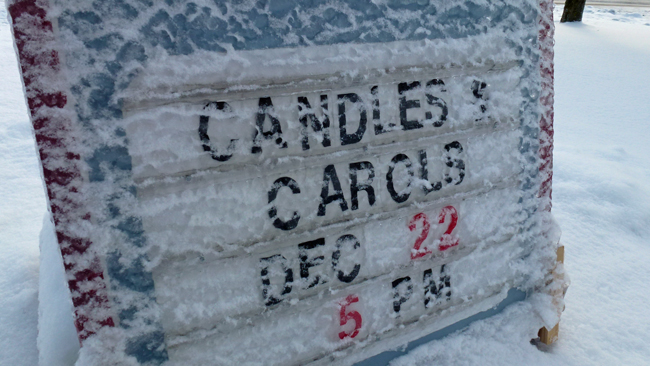 CANDLES &
CAROLS
DEC 22
5 PM